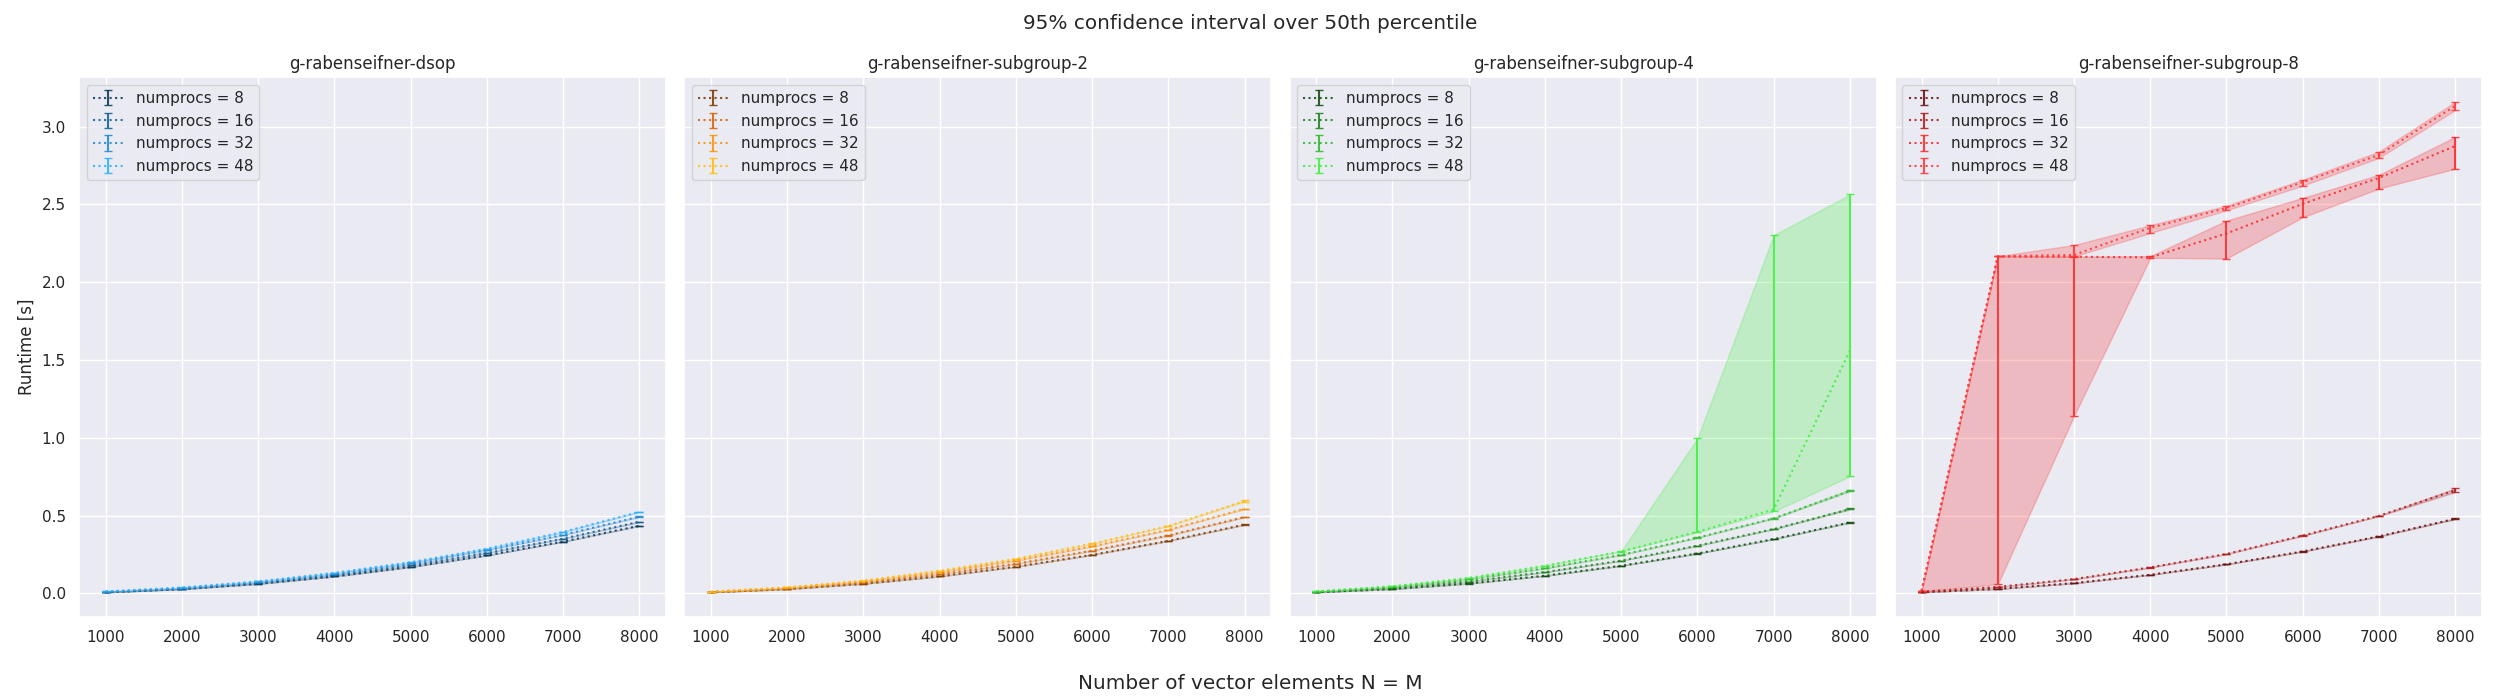 95% confidence interval over 50th percentile
g-rabenseifner-dsop
g-rabenseifner-subgroup-2
g-rabenseifner-subgroup-4
g-rabenseifner-subgroup-8
numprocs = 8
numprocs = 16
numprocs = 32
numprocs = 48
numprocs = 8
numprocs = 16
numprocs = 32
numprocs = 48
numprocs = 8
numprocs = 16
numprocs = 32
numprocs = 48
numprocs = 8
numprocs = 16
numprocs = 32
numprocs = 48
Runtime [s]
3.0
2.5
2.0
1.5
1.0
0.5
0.0
1000 2000 3000 4000 5000 6000 7000 8000
1000 2000 3000 4000 5000 6000 7000 8000
1000 2000 3000 4000 5000 6000 7000 8000
1000 2000 3000 4000 5000 6000 7000 8000
Number of vector elements N = M